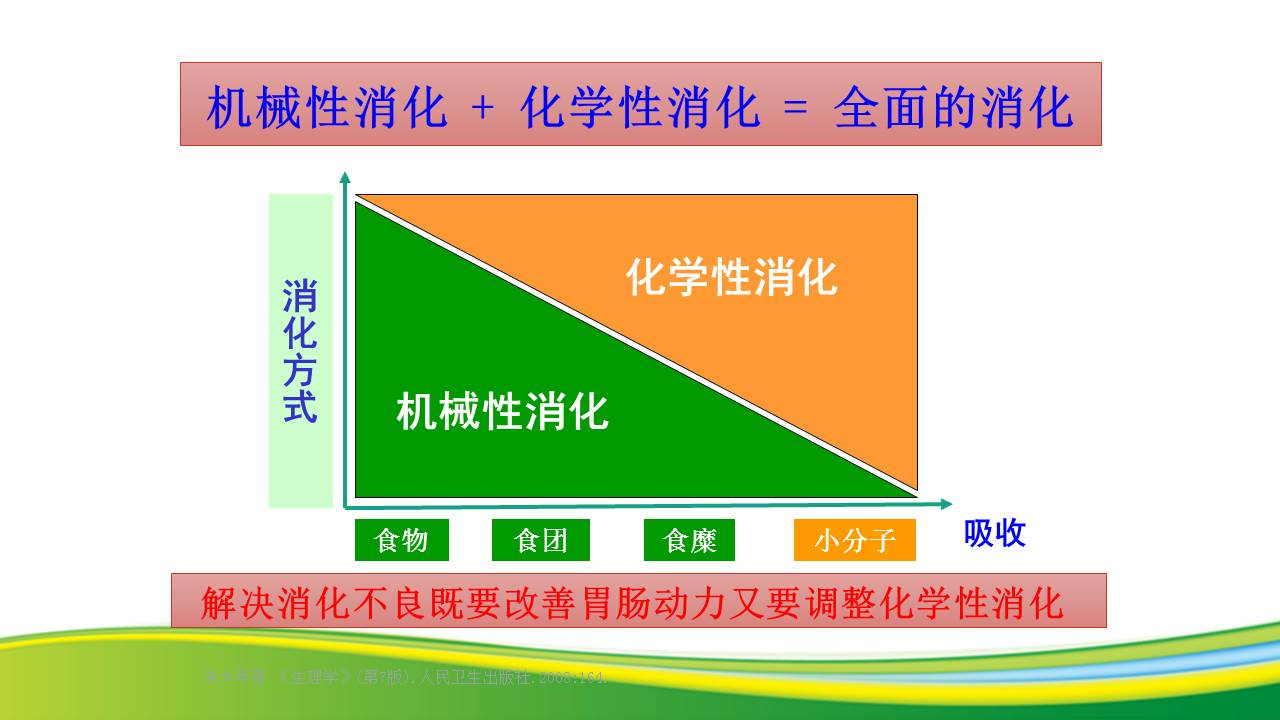 机械性消化 + 化学性消化 = 全面的消化
消化方式
化学性消化
机械性消化
食物 食团 食糜 小分子
吸收
解决消化不良既要改善胃肠动力又要调整化学性消化
《生理学》(第7版).人民卫生出版社.2008:164.